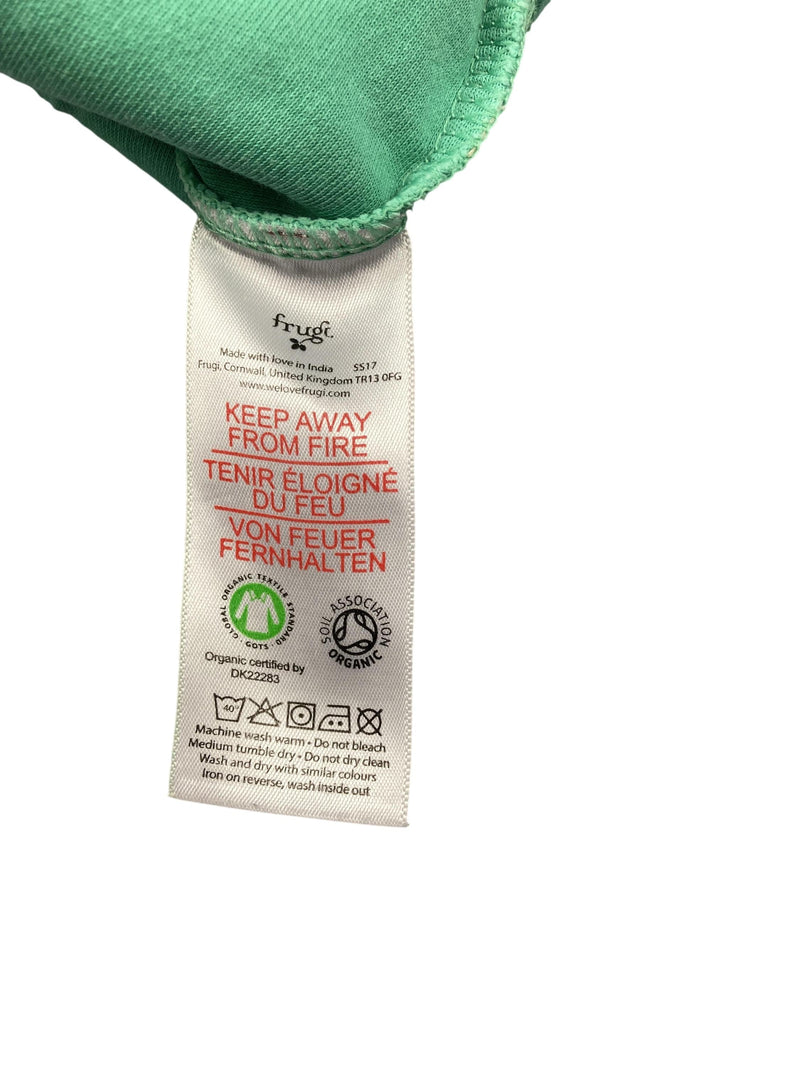 frugi
Made with love in India SS17
Frugi, Cornwall, United Kingdom TR13 0FG
www.welovefrugi.com
KEEP AWAY
FROM FIRE
TENIR ÉLOIGNÉ
DU FEU
VON FEUER
FERNHALTEN
GLOBAL ORGANIC TEXTILE STANDARD
· GOTS ·
SOIL ASSOCIATION
ORGANIC
Organic certified by
DK22283
40°
Machine wash warm • Do not bleach
Medium tumble dry • Do not dry clean
Wash and dry with similar colours
Iron on reverse, wash inside out